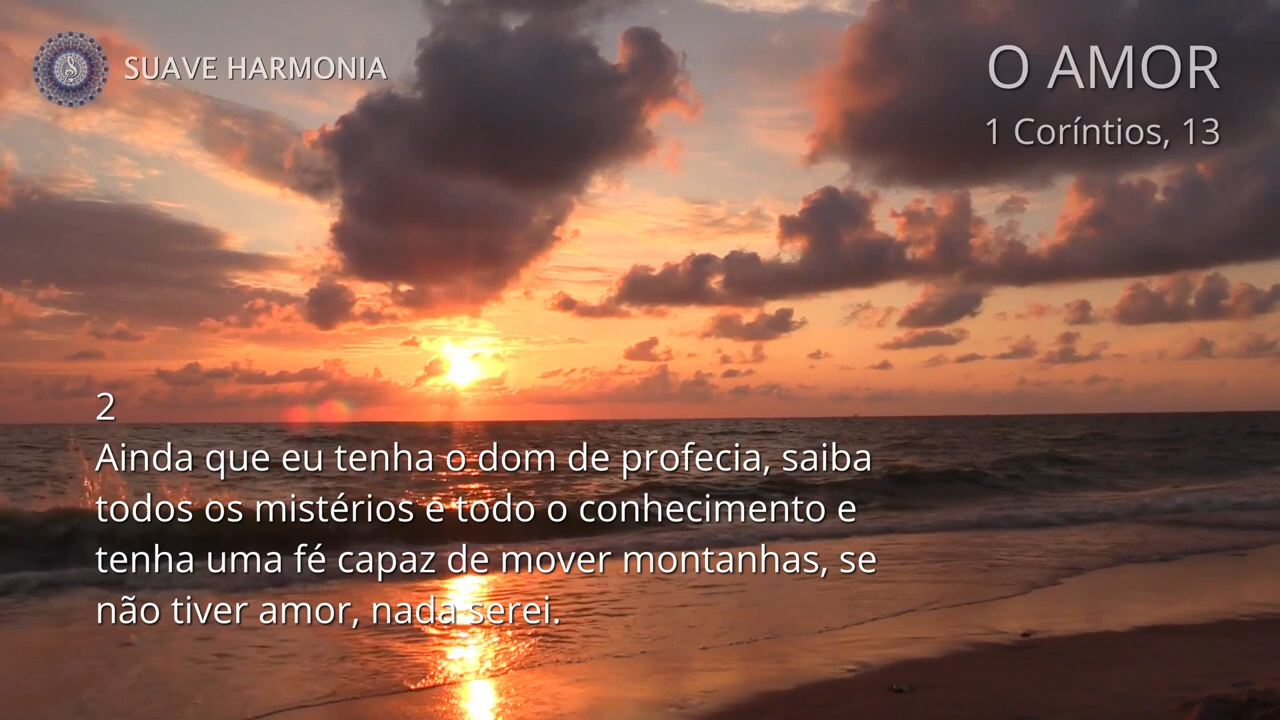 SUAVE HARMONIA
O AMOR
1 Coríntios, 13
2
Ainda que eu tenha o dom de profecia, saiba
todos os mistérios e todo o conhecimento e
tenha uma fé capaz de mover montanhas, se
não tiver amor, nada serei.